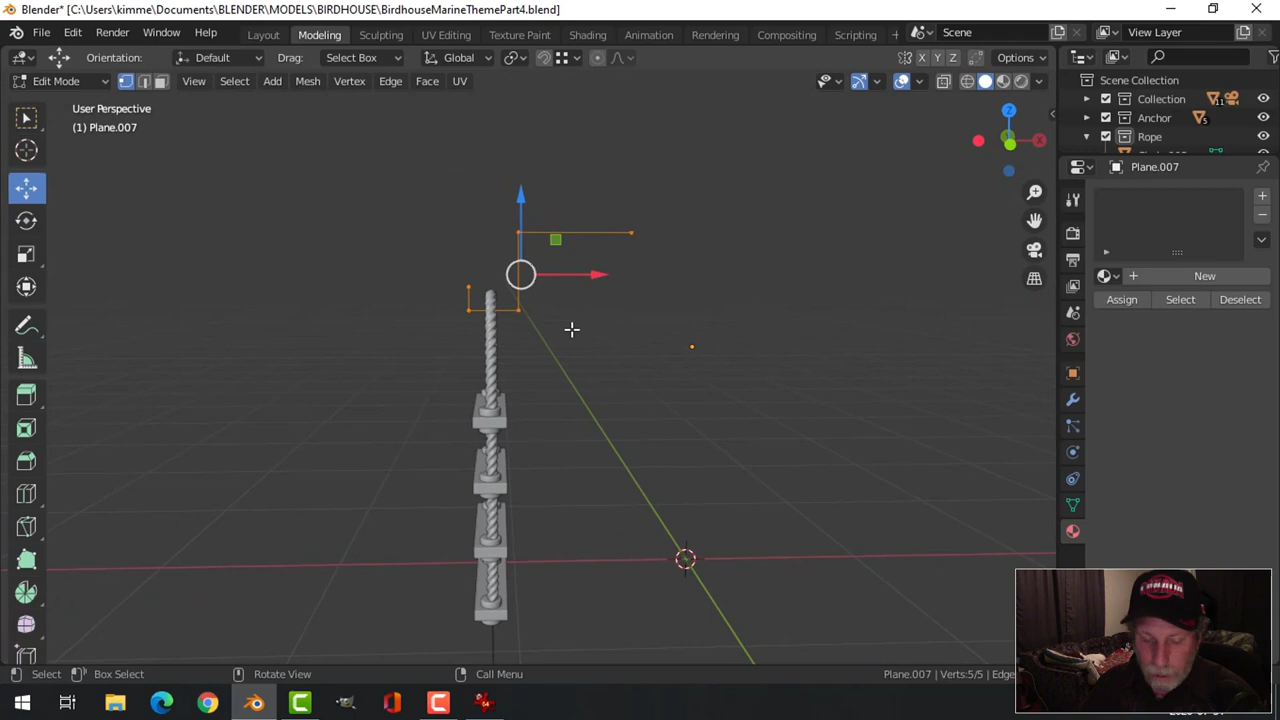 Blender* [C:\Users\kimme\Documents\BLENDER\MODELS\BIRDHOUSE\BirdhouseMarineThemePart4.blend]
File Edit Render Window Help Layout Modeling Sculpting UV Editing Texture Paint Shading Animation Rendering Compositing Scripting + Scene View Layer
Orientation: Default Drag: Select Box Global X Y Z Options
Edit Mode View Select Add Mesh Vertex Edge Face UV
Scene Collection
Collection 11
Anchor 5
Rope
User Perspective
(1) Plane.007
Z
X
Plane.007
New
Assign Select Deselect
Select Box Select Rotate View Call Menu Plane.007 | Verts:5/5 | Edge